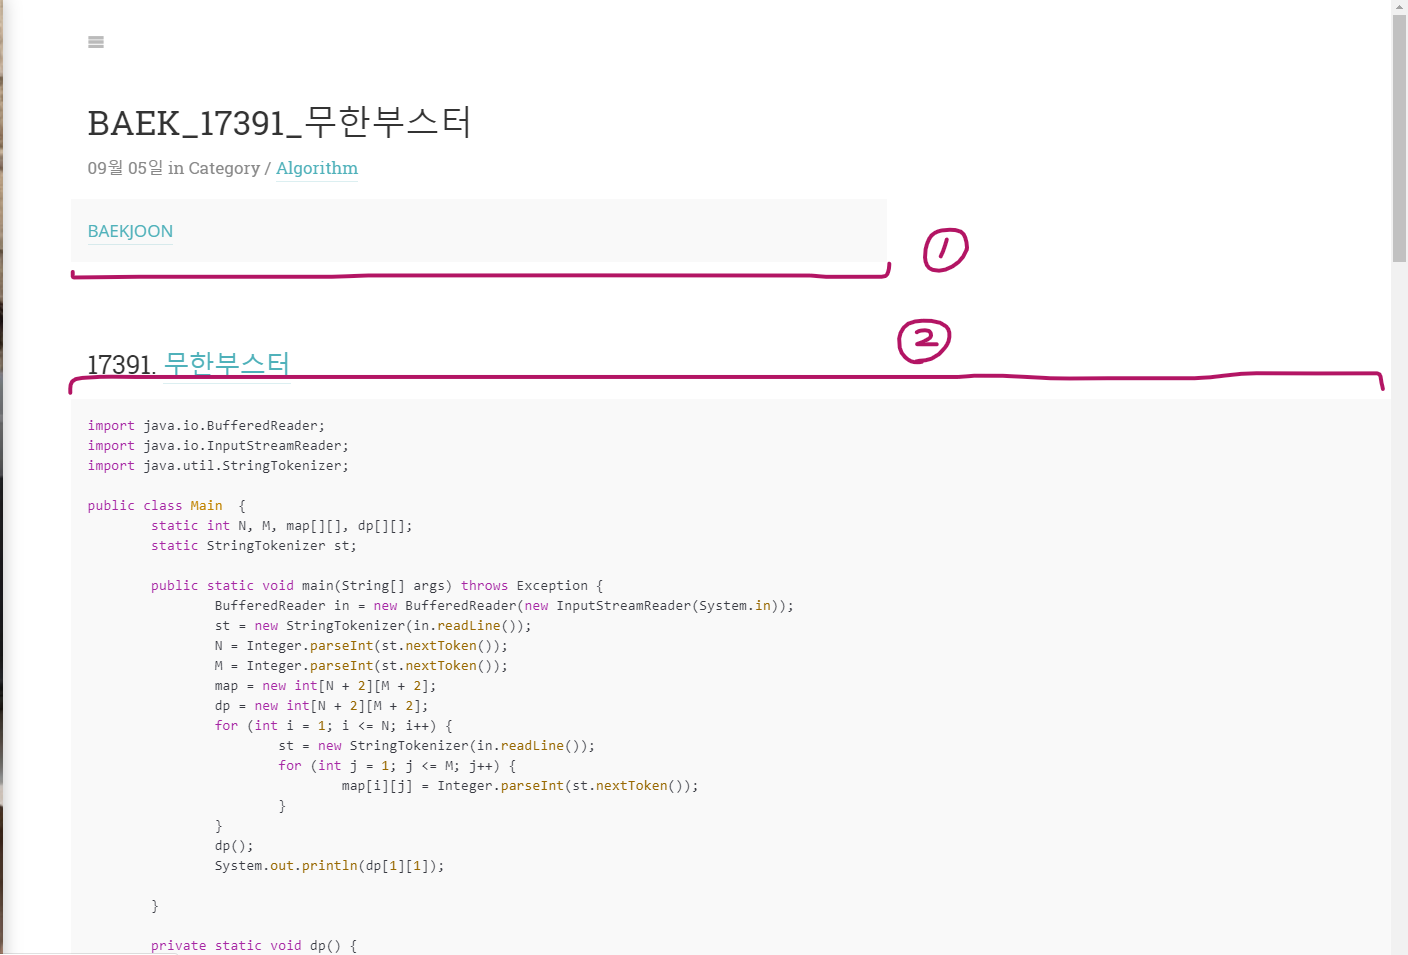 BAEK_17391_무한부스터
09월 05일 in Category / Algorithm
BAEKJOON
1
2
17391. 무한부스터
import java.io.BufferedReader;
import java.io.InputStreamReader;
import java.util.StringTokenizer;
public class Main  {
        static int N, M, map[][], dp[][];
        static StringTokenizer st;
        public static void main(String[] args) throws Exception {
                BufferedReader in = new BufferedReader(new InputStreamReader(System.in));
                st = new StringTokenizer(in.readLine());
                N = Integer.parseInt(st.nextToken());
                M = Integer.parseInt(st.nextToken());
                map = new int[N + 2][M + 2];
                dp = new int[N + 2][M + 2];
                for (int i = 1; i <= N; i++) {
                        st = new StringTokenizer(in.readLine());
                        for (int j = 1; j <= M; j++) {
                                map[i][j] = Integer.parseInt(st.nextToken());
                        }
                }
                dp();
                System.out.println(dp[1][1]);
        }
        private static void dp() {